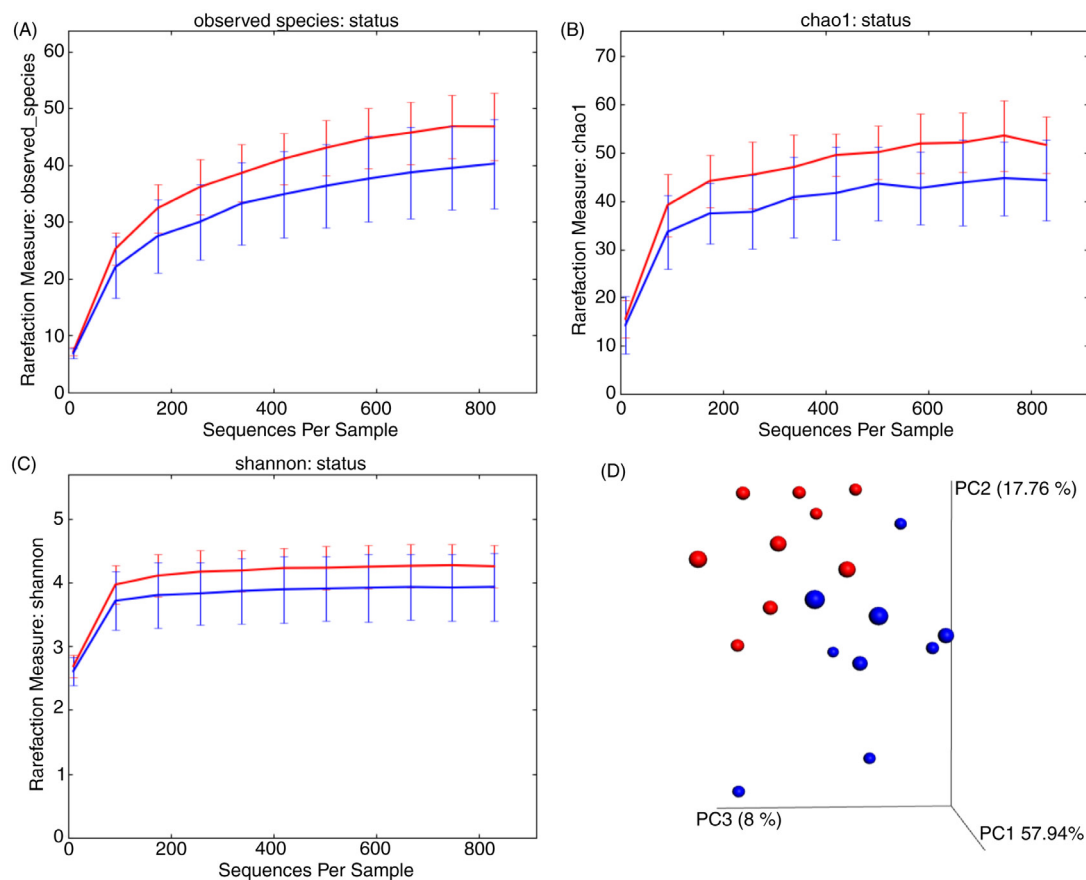 (A)
observed_species: status
Rarefaction Measure: observed_species
60
50
40
30
20
10
0
0 200 400 600 800
Sequences Per Sample
(B)
chao1: status
Rarefaction Measure: chao1
70
60
50
40
30
20
10
0
0 200 400 600 800
Sequences Per Sample
(C)
shannon: status
Rarefaction Measure: shannon
5
4
3
2
1
0
0 200 400 600 800
Sequences Per Sample
(D)
PC2 (17.76 %)
PC3 (8 %)
PC1 57.94%